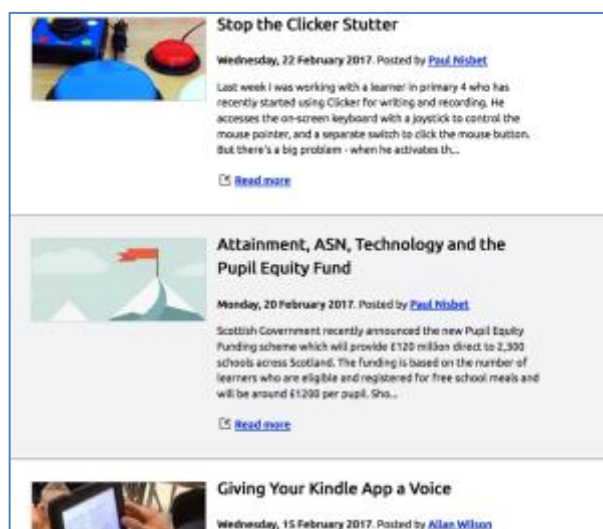 Stop the Clicker Stutter
Wednesday, 22 February 2017. Posted by Paul Nisbet
Last week I was working with a learner in primary 4 who has
recently started using Clicker for writing and recording. He
accesses the on-screen keyboard with a joystick to control the
mouse pointer, and a separate switch to click the mouse button.
But there's a big problem - when he activates th...
Read more
Attainment, ASN, Technology and the
Pupil Equity Fund
Monday, 20 February 2017. Posted by Paul Nisbet
Scottish Government recently announced the new Pupil Equity
Funding scheme which will provide £120 million direct to 2,300
schools across Scotland. The funding is based on the number of
learners who are eligible and registered for free school meals and
will be around £1200 per pupil. Sho...
Read more
Giving Your Kindle App a Voice
Wednesday, 15 February 2017. Posted by Allan Wilson